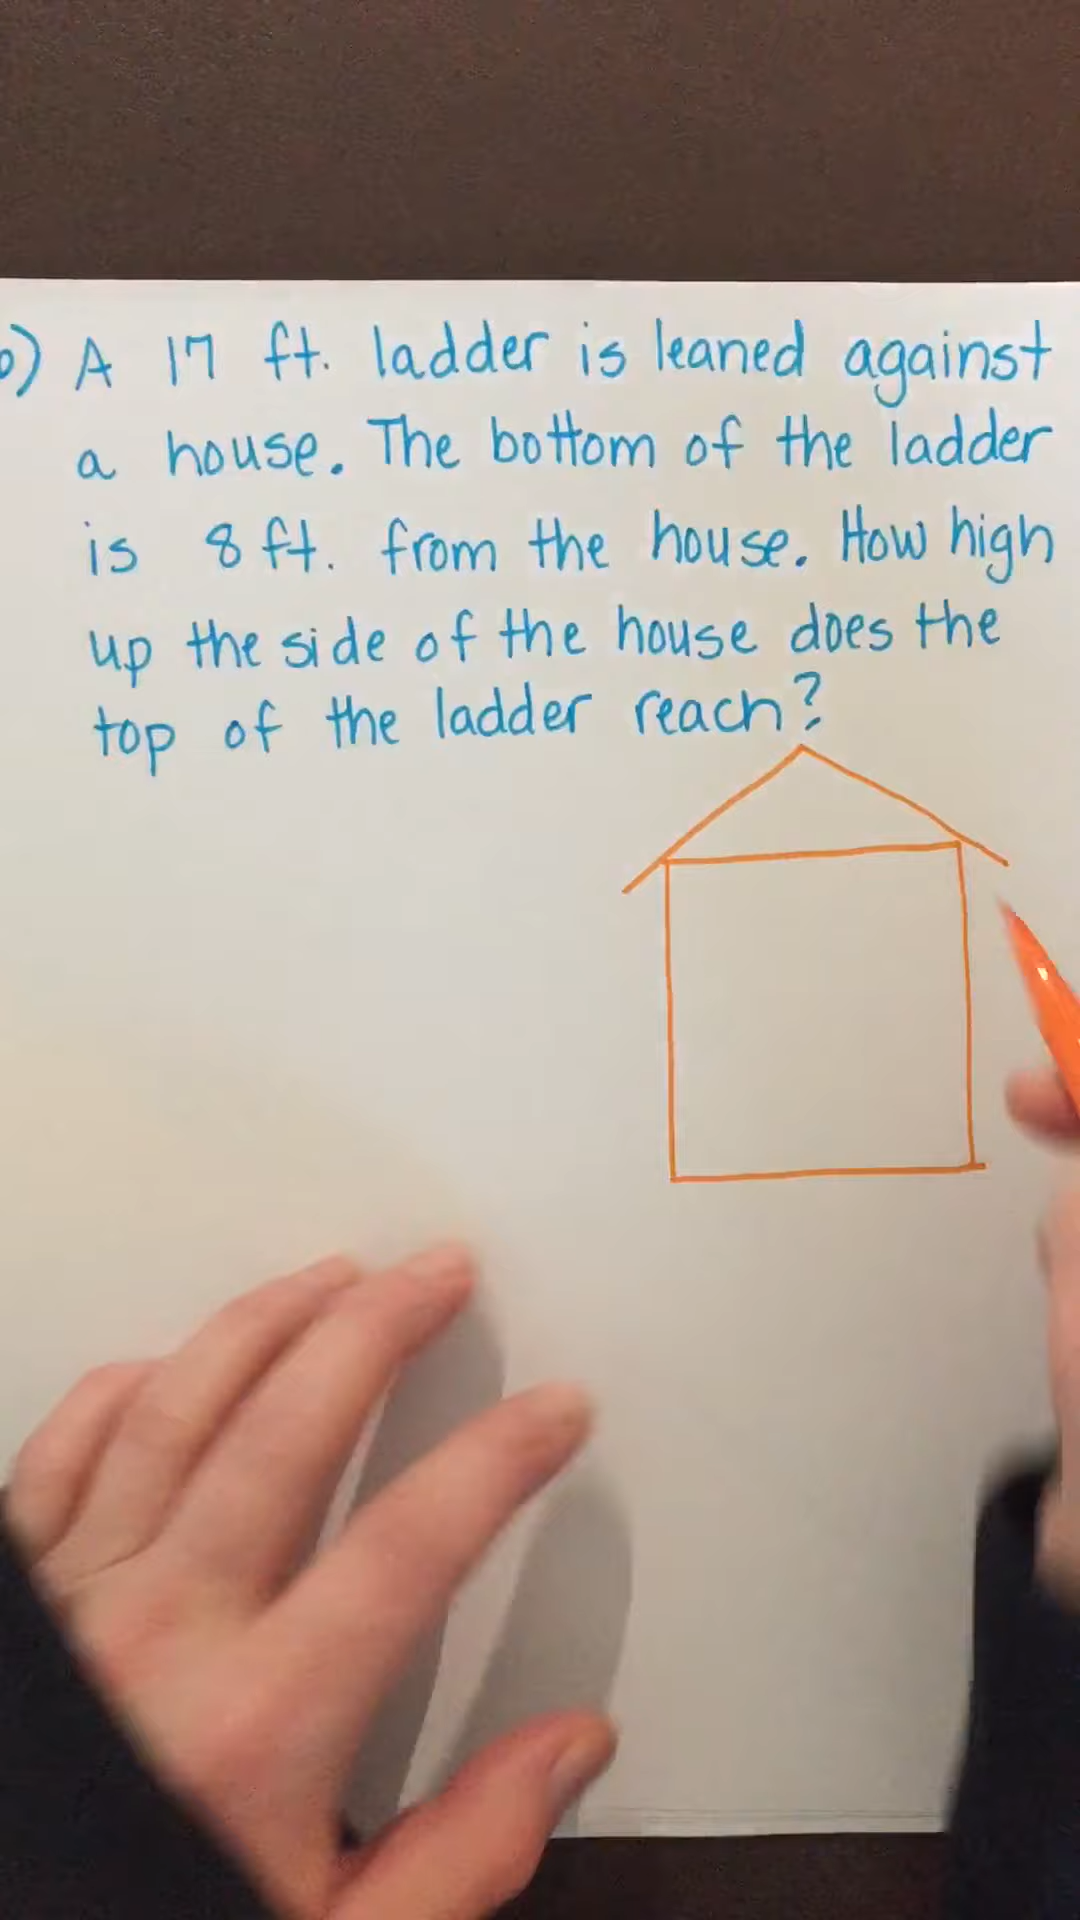 ) A 17 ft. ladder is leaned against
a house. The bottom of the ladder
is 8 ft. from the house. How high
up the side of the house does the
top of the ladder reach?